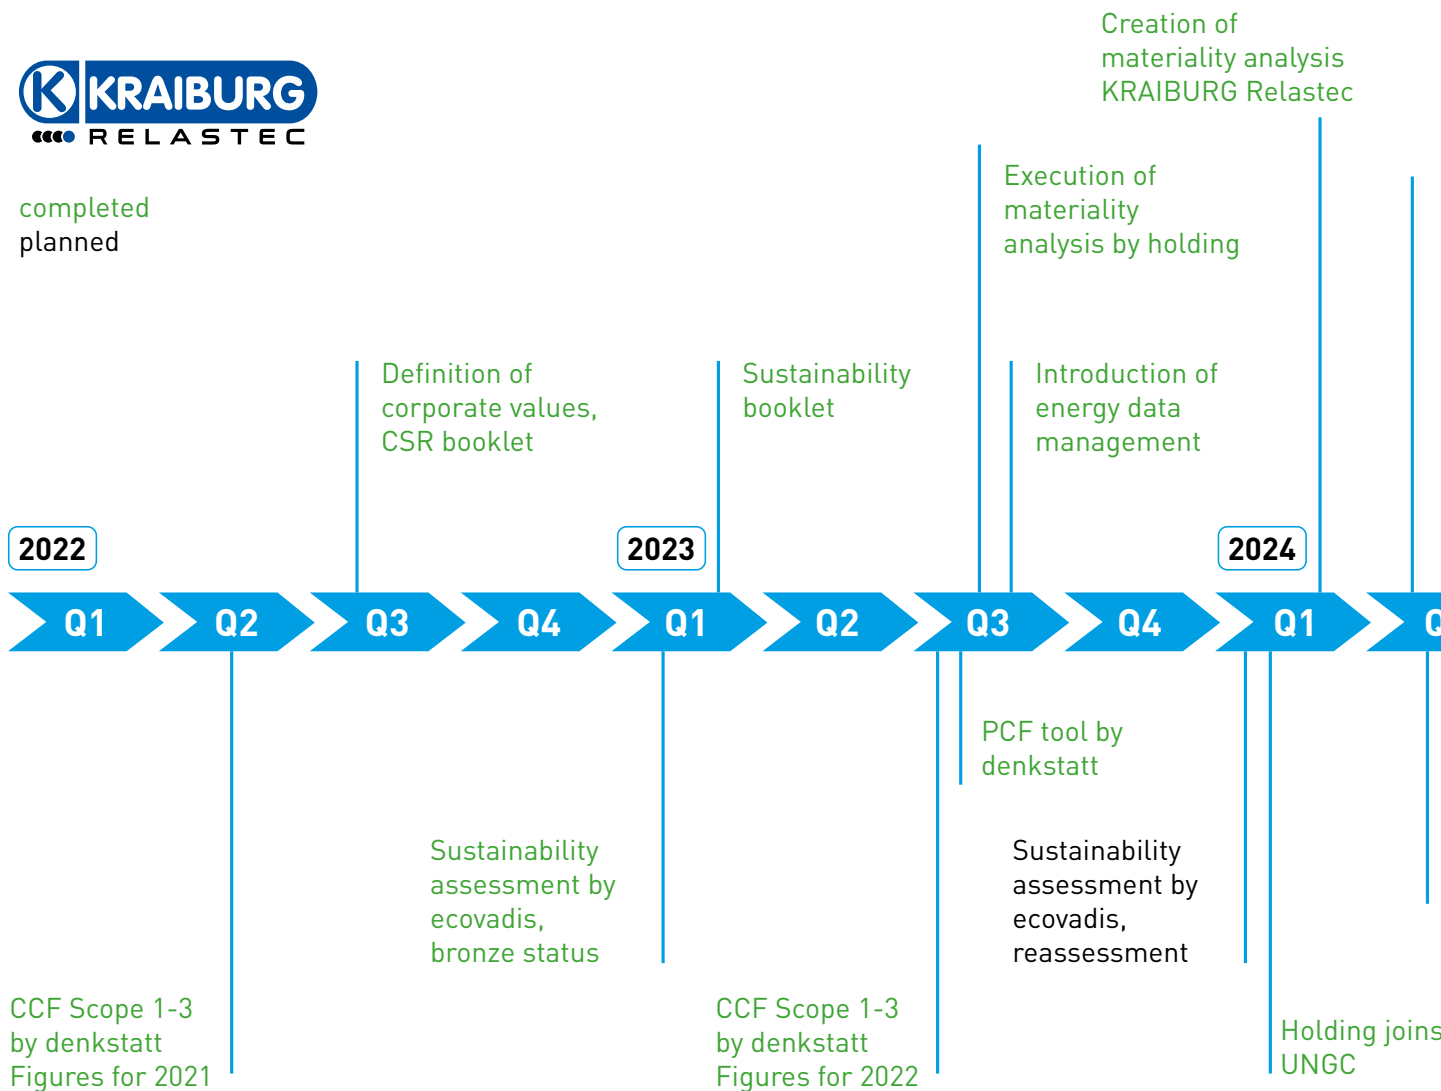 KRAIBURG
RELASTEC
completed
planned
Creation of
materiality analysis
KRAIBURG Relastec
Execution of
materiality
analysis by holding
Definition of
corporate values,
CSR booklet
Sustainability
booklet
Introduction of
energy data
management
2022
2023
2024
Q1 Q2 Q3 Q4 Q1 Q2 Q3 Q4 Q1
PCF tool by
denkstatt
Sustainability
assessment by
ecovadis,
bronze status
Sustainability
assessment by
ecovadis,
reassessment
CCF Scope 1-3
by denkstatt
Figures for 2021
CCF Scope 1-3
by denkstatt
Figures for 2022
Holding joins
UNGC